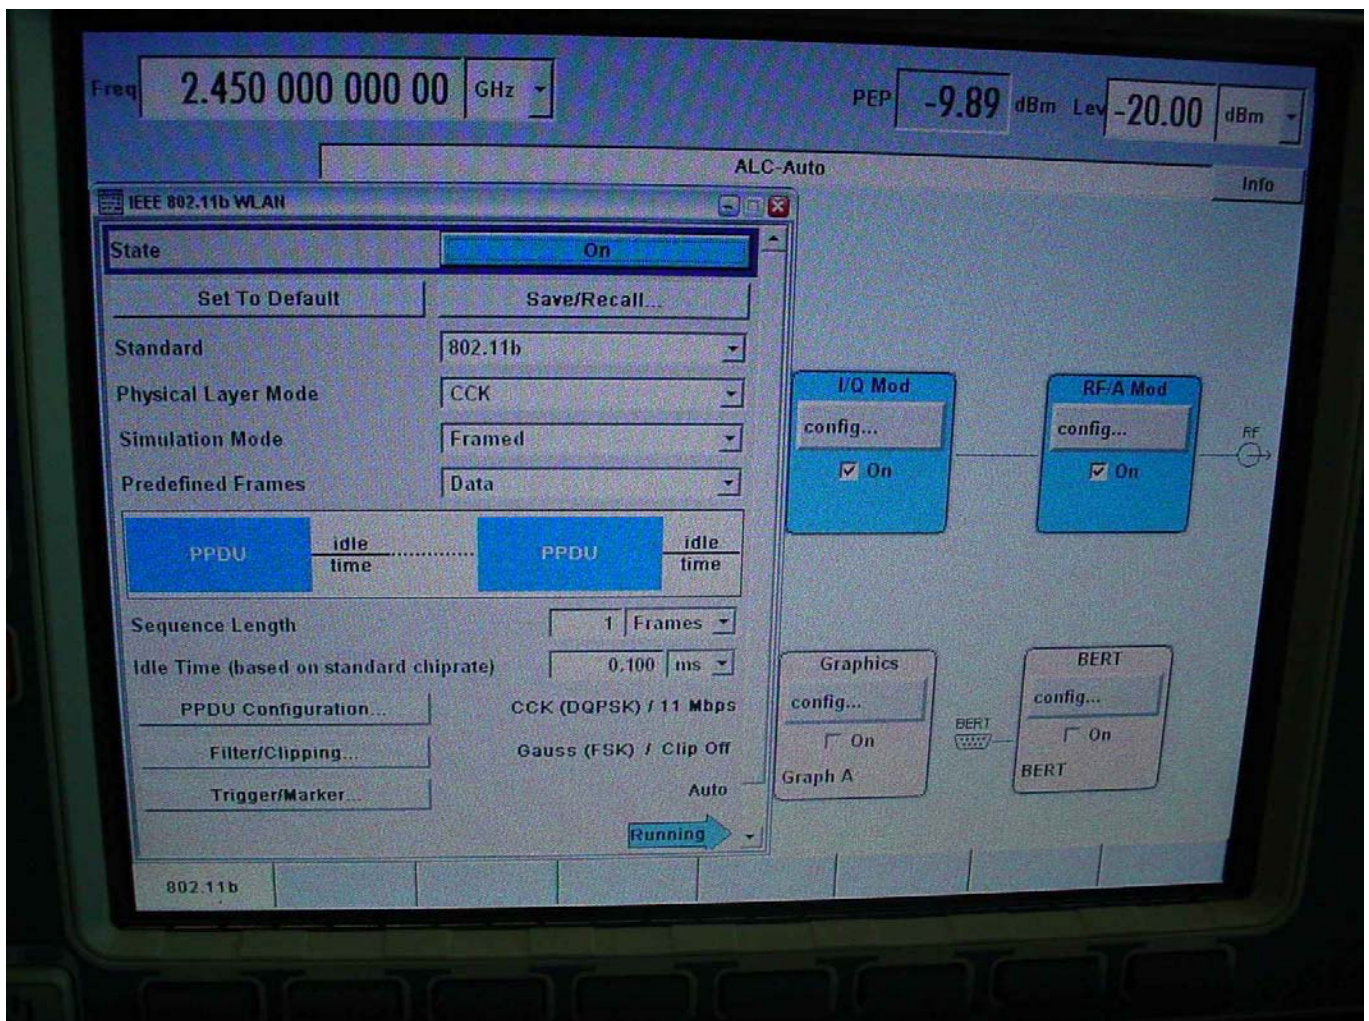 Freq 2.450 000 000 00 GHz PEP -9.89 dBm Lev -20.00 dBm
ALC-Auto
Info
IEEE 802.11b WLAN
State On
Set To Default Save/Recall...
Standard 802.11b
Physical Layer Mode CCK
Simulation Mode Framed
Predefined Frames Data
PPDU idle time PPDU idle time
Sequence Length 1 Frames
Idle Time (based on standard chiprate) 0.100 ms
PPDU Configuration... CCK (DQPSK) / 11 Mbps
Filter/Clipping... Gauss (FSK) / Clip Off
Trigger/Marker... Auto
Running
802.11b
I/Q Mod
config...
On
RF/A Mod
config...
On
RF
Graphics
config...
On
Graph A
BERT
BERT
config...
On
BERT